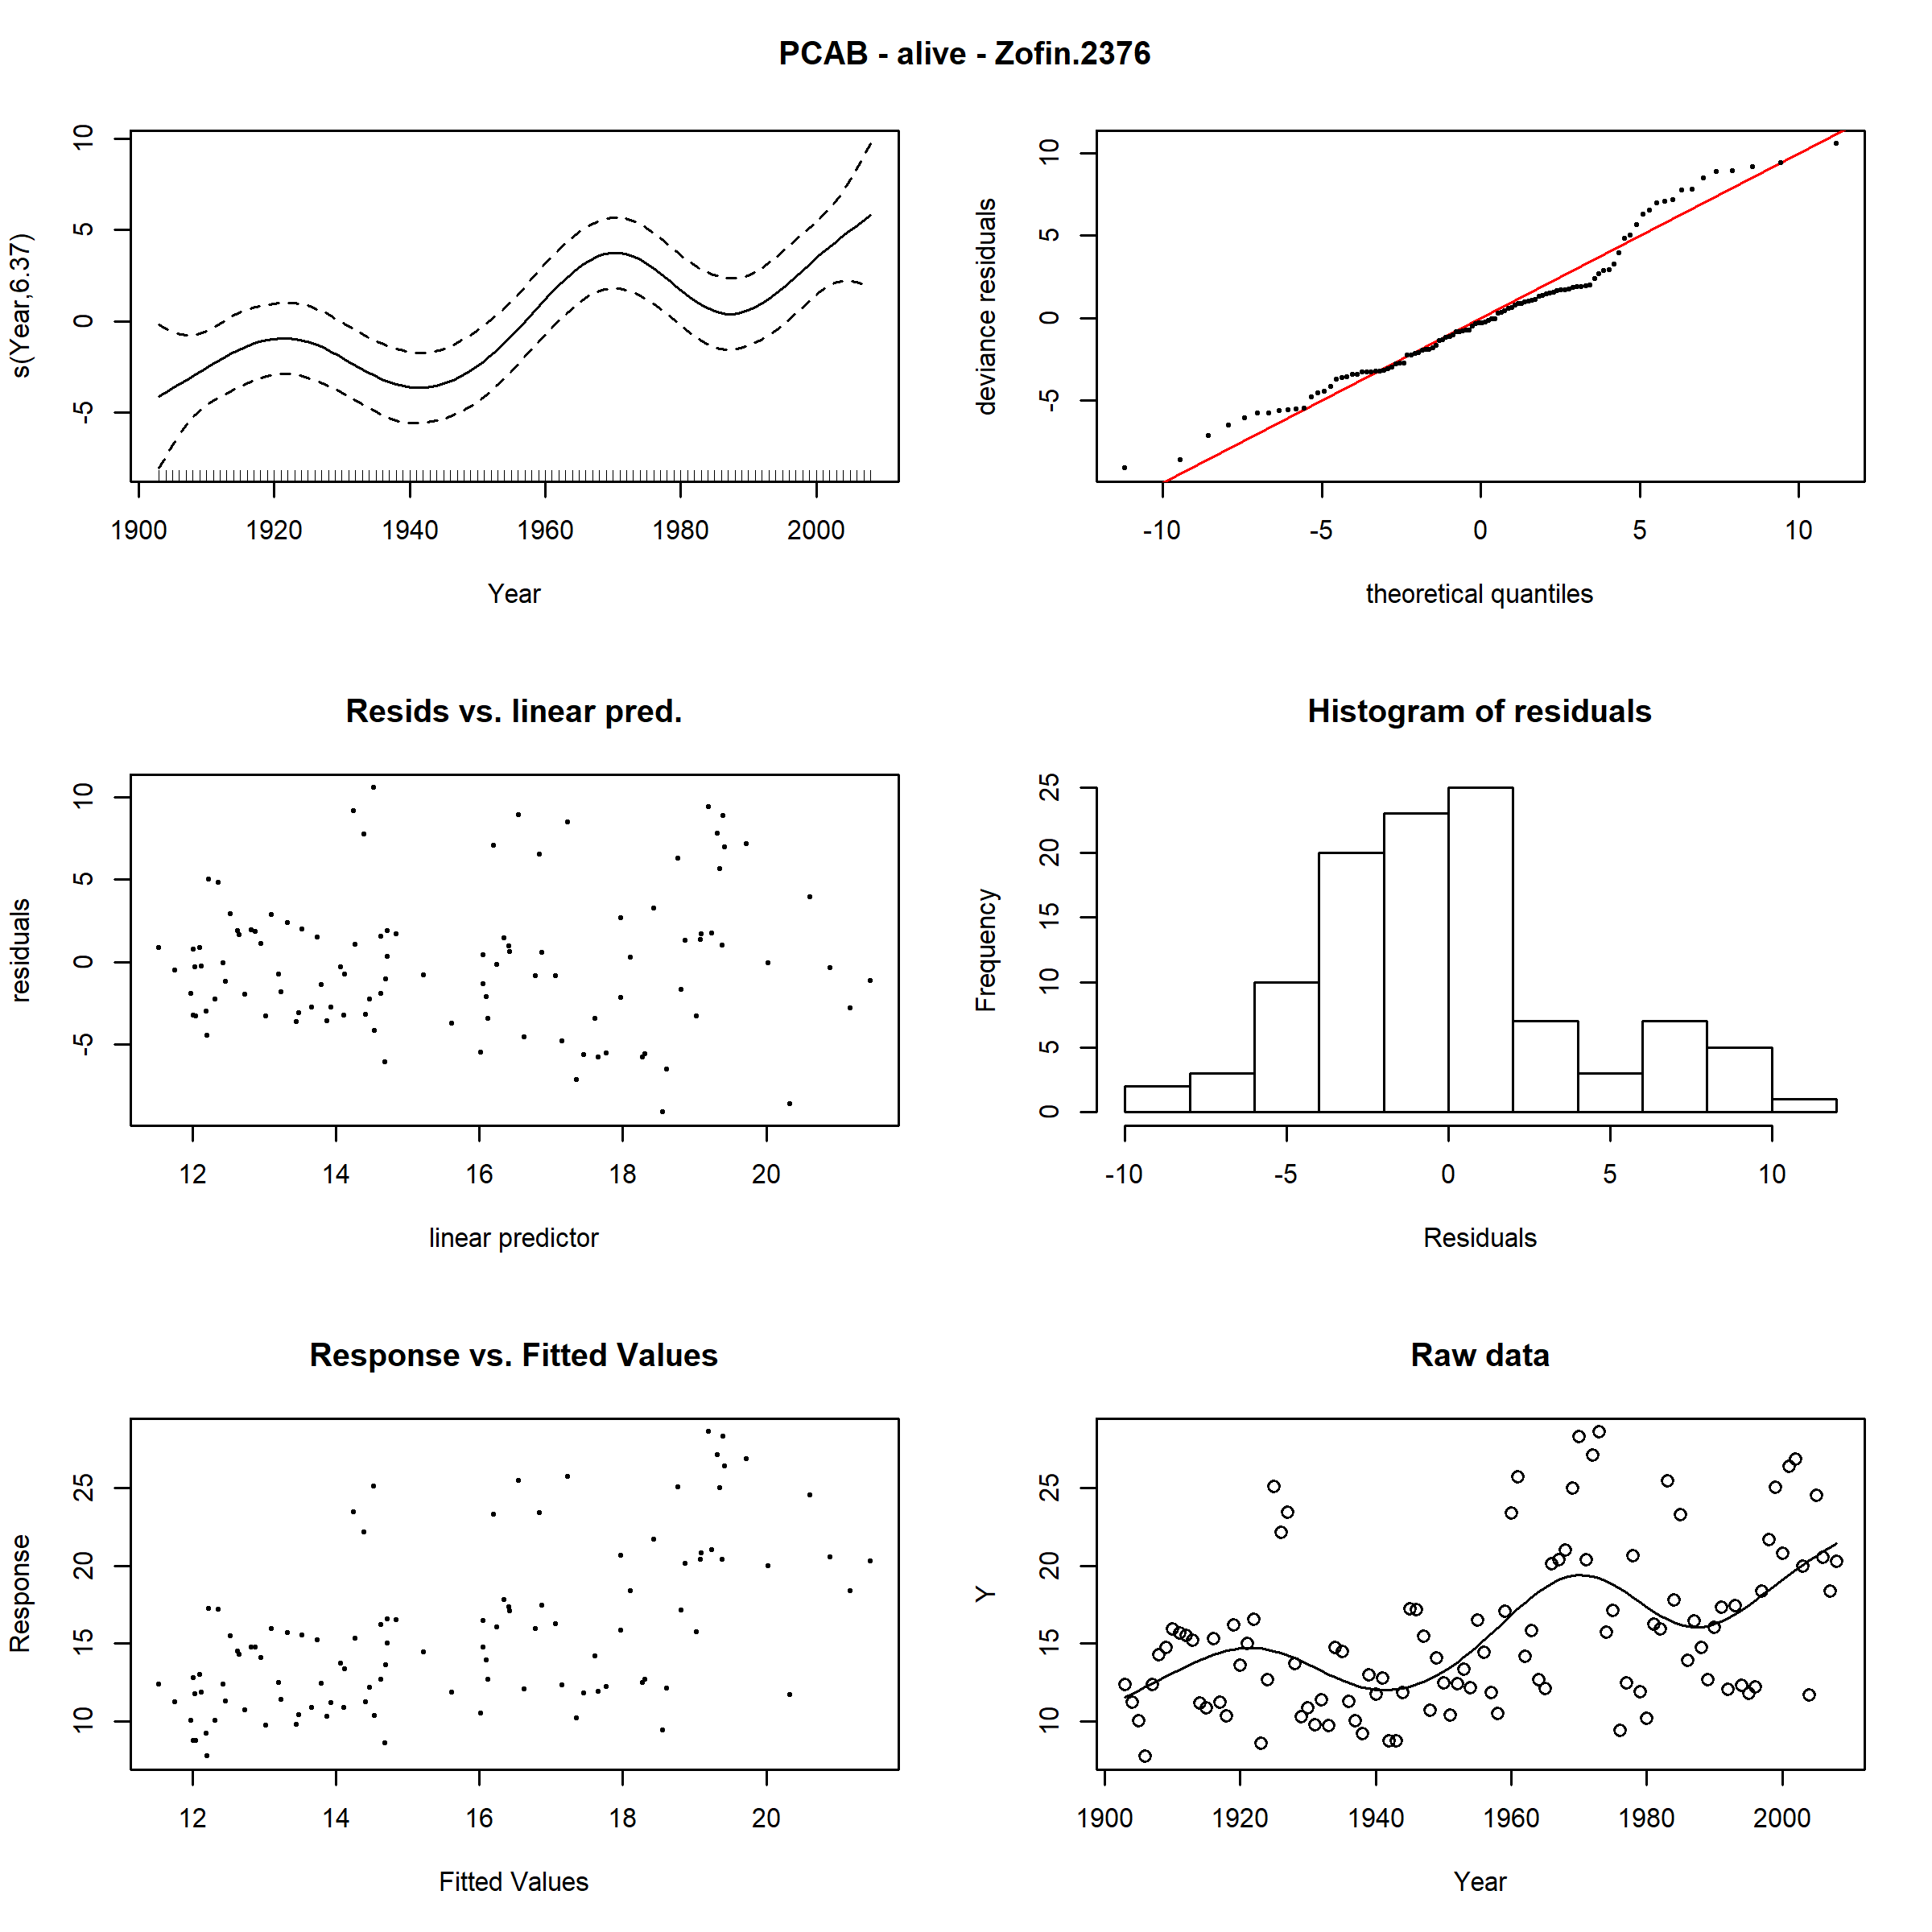 PCAB - alive - Zofin.2376
s(Year,6.37)
10
5
0
-5
1900 1920 1940 1960 1980 2000
Year
deviance residuals
10
5
0
-5
-10 -5 0 5 10
theoretical quantiles
Resids vs. linear pred.
residuals
10
5
0
-5
12 14 16 18 20
linear predictor
Histogram of residuals
Frequency
25
20
15
10
5
0
-10 -5 0 5 10
Residuals
Response vs. Fitted Values
Response
25
20
15
10
12 14 16 18 20
Fitted Values
Raw data
Y
25
20
15
10
1900 1920 1940 1960 1980 2000
Year